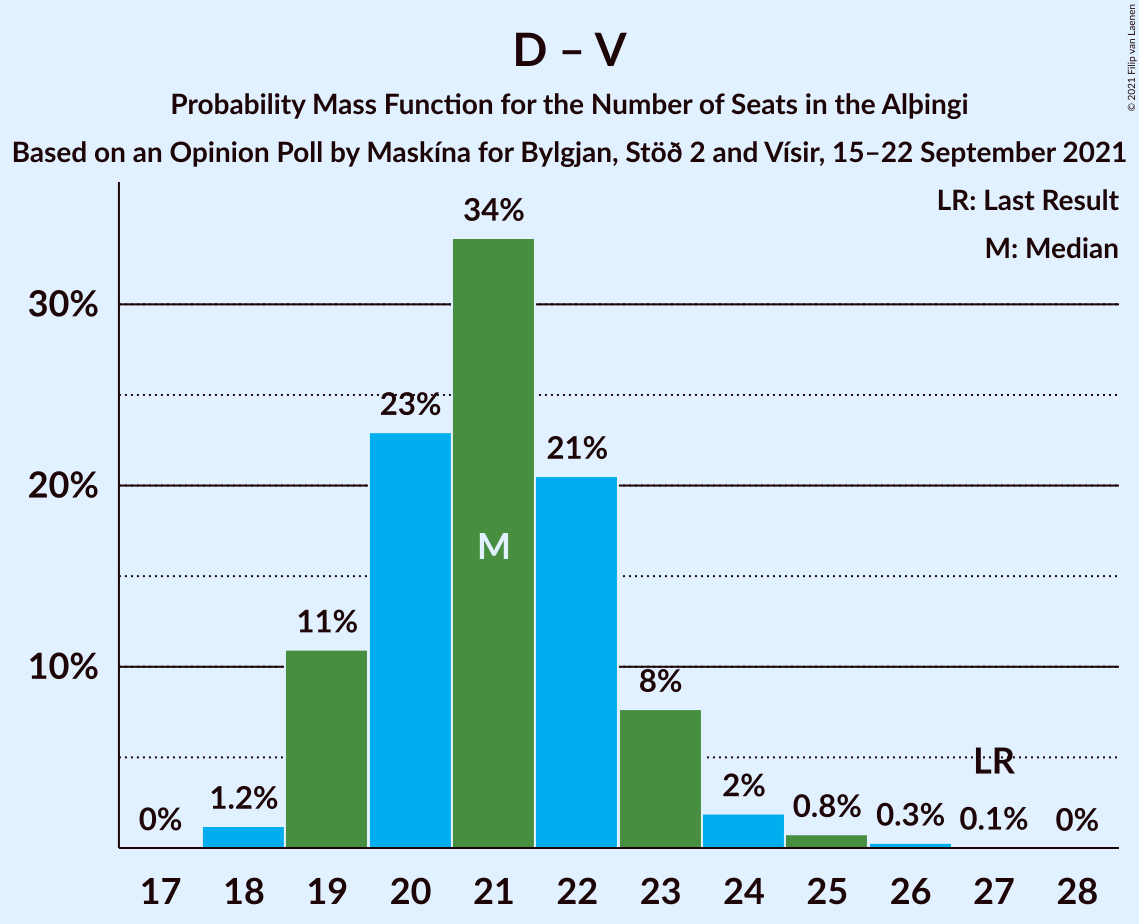 D – V
Probability Mass Function for the Number of Seats in the Alþingi
Based on an Opinion Poll by Maskína for Bylgjan, Stöð 2 and Vísir, 15–22 September 2021
© 2021 Filip van Laenen
LR: Last Result
M: Median
34%
30%
23%
21%
20%
M
11%
10%
8%
LR
2%
1.2%
0.8%
0.3%
0%
0.1%
0%
17 18 19 20 21 22 23 24 25 26 27 28